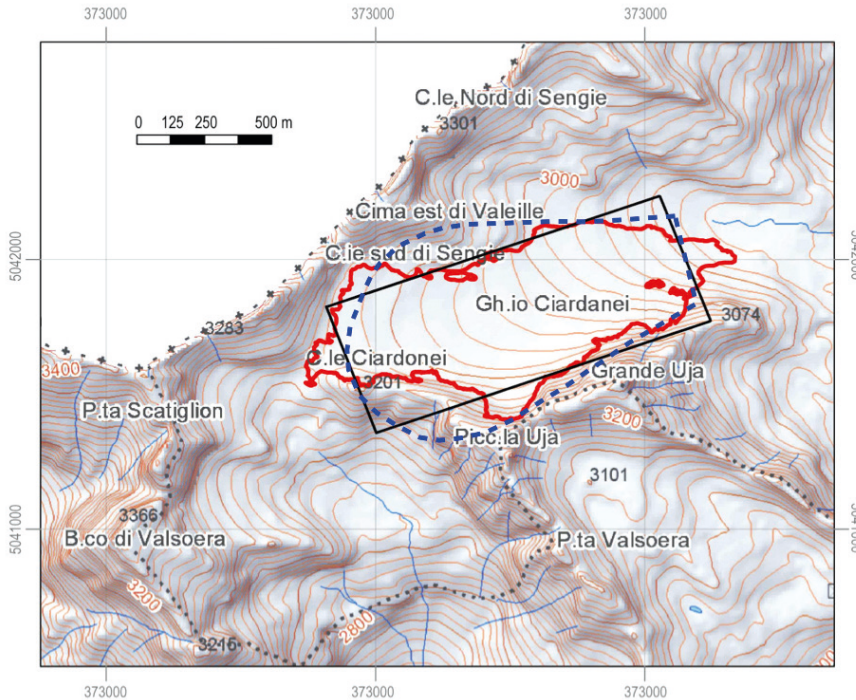 373000 373000 373000
C.le Nord di Sengie
3301
0 125 250 500 m
3000
Cima est di Valeille
5042000
C.ie sud di Sengie
Gh.io Ciardanei
3074
3283
C.le Ciardonei
3400
3201
Grande Uja
P.ta Scatiglion
3200
Picc.la Uja
3101
3366
5041000
B.co di Valsoera
P.ta Valsoera
3200
2800
3215
373000 373000 373000